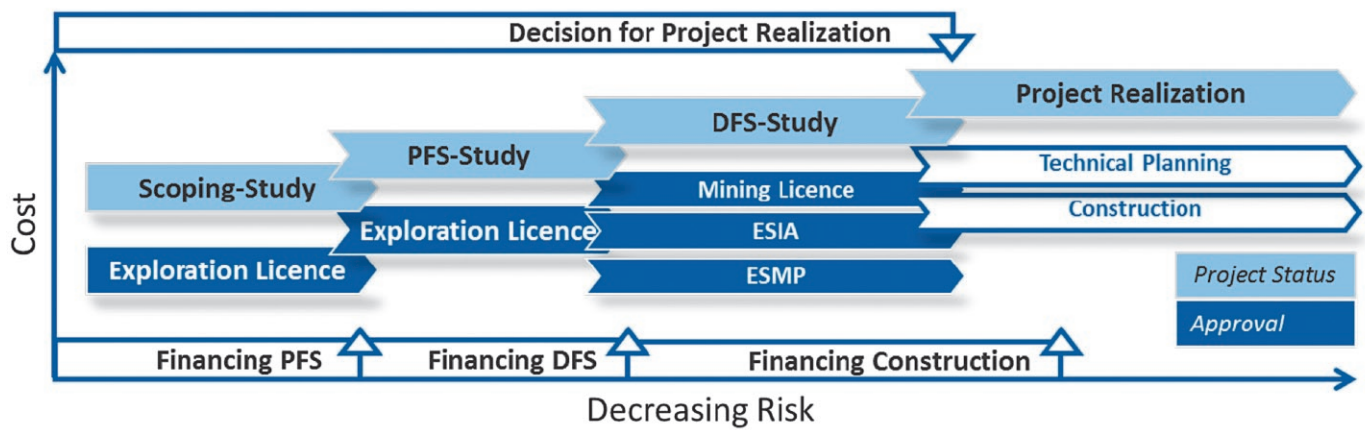 Decision for Project Realization
Project Realization
DFS-Study
PFS-Study
Technical Planning
Scoping-Study
Mining Licence
Construction
Exploration Licence
ESIA
Exploration Licence
ESMP
Project Status
Approval
Cost
Financing PFS
Financing DFS
Financing Construction
Decreasing Risk